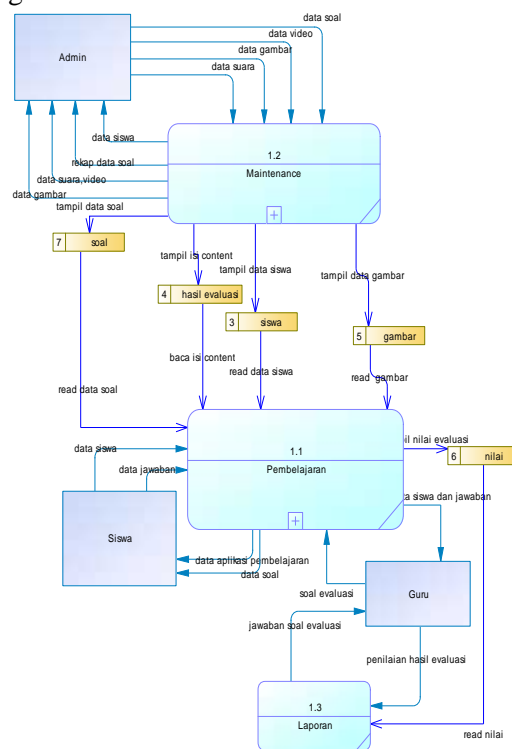 data soal
data video
data gambar
data suara
Admin
data siswa
rekap data soal
data suara,video
data gambar
1.2
Maintenance
tampil data soal
7 soal
tampil isi content
tampil data siswa
tampil data gambar
4 hasil evaluasi
3 siswa
5 gambar
baca isi content
read data siswa
read gambar
read data soal
data siswa
data jawaban
1.1
Pembelajaran
nilai evaluasi
6 nilai
siswa dan jawaban
Siswa
data aplikasi pembelajaran
data soal
soal evaluasi
Guru
jawaban soal evaluasi
penilaian hasil evaluasi
1.3
Laporan
read nilai